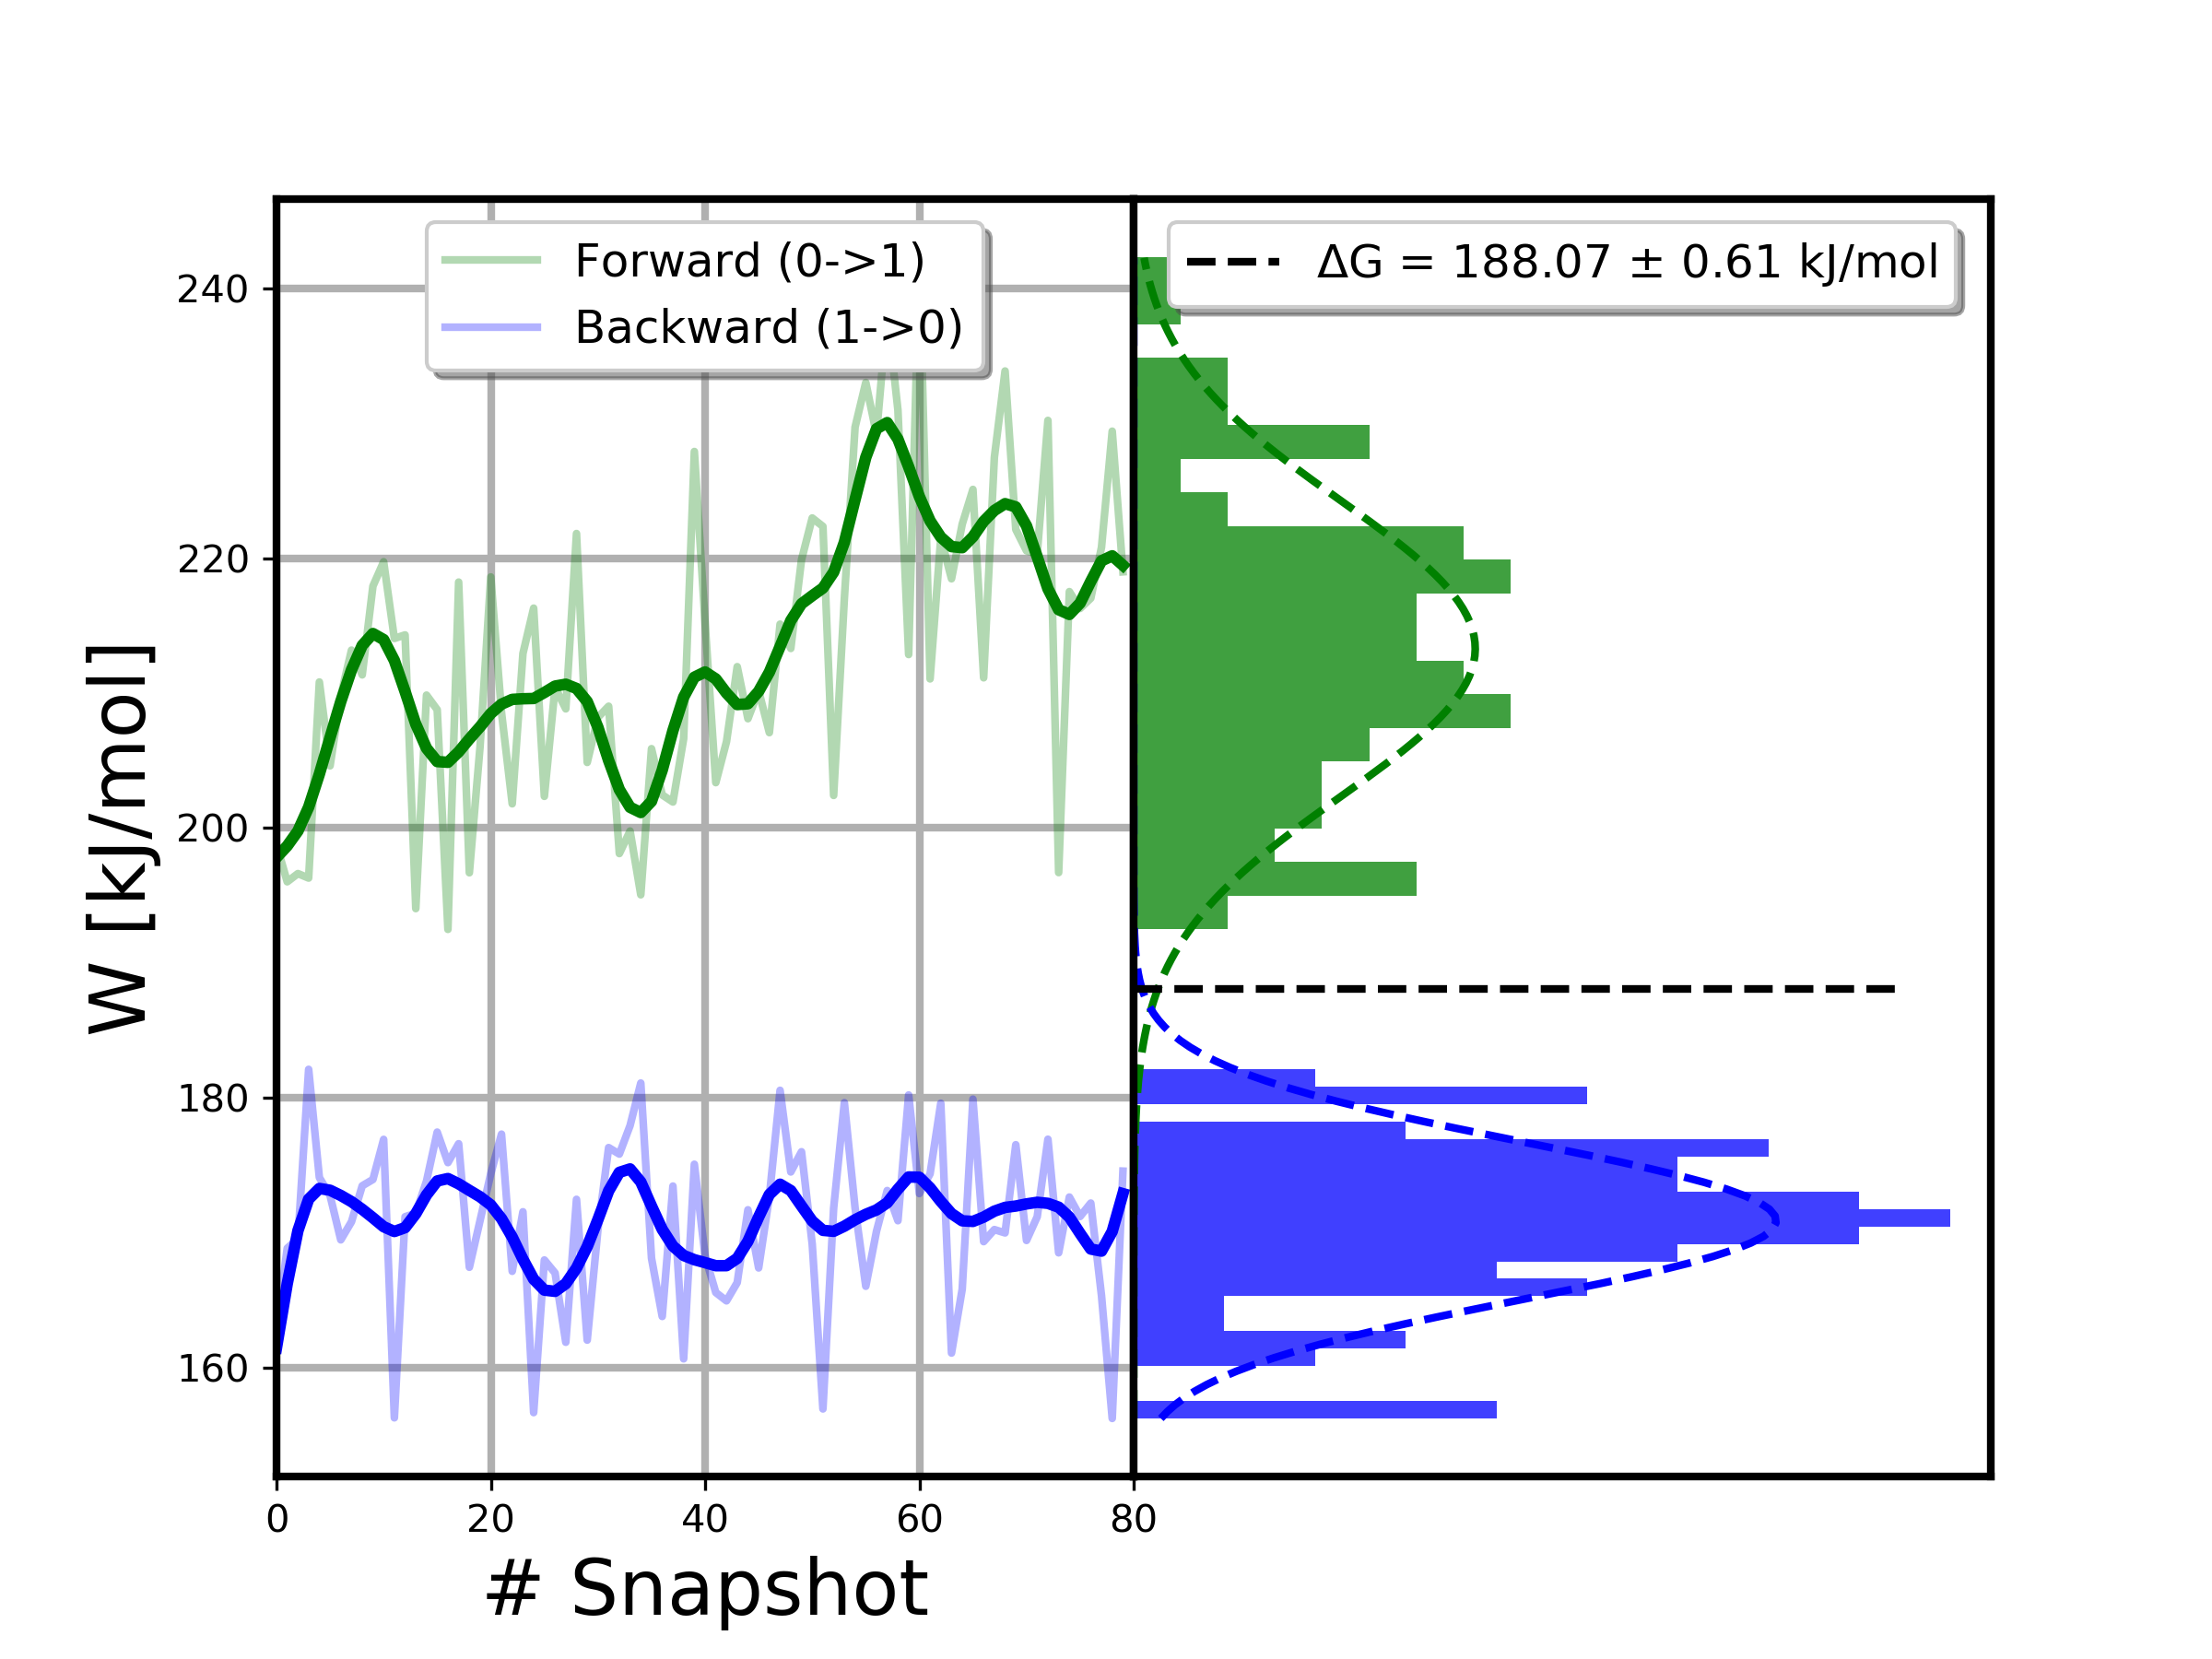 Forward (0->1)
Backward (1->0)
ΔG = 188.07 ± 0.61 kJ/mol
W [kJ/mol]
240
220
200
180
160
0 20 40 60 80
# Snapshot